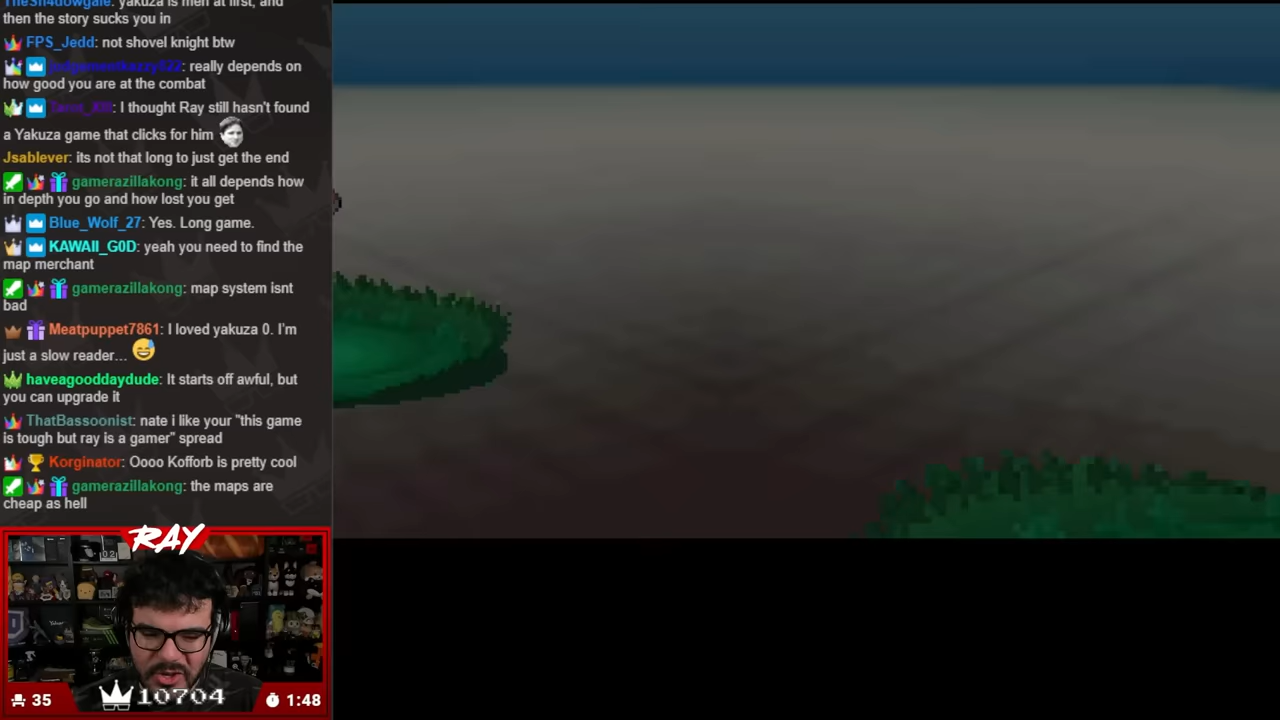 TheSh4dowgale: yakuza is meh at first, and
then the story sucks you in
FPS_Jedd: not shovel knight btw
: really depends on
how good you are at the combat
: I thought Ray still hasn't found
a Yakuza game that clicks for him
Jsablever: its not that long to just get the end
gamerazillakong: it all depends how
in depth you go and how lost you get
Blue_Wolf_27: Yes. Long game.
KAWAII_G0D: yeah you need to find the
map merchant
gamerazillakong: map system isnt
bad
Meatpuppet7861: I loved yakuza 0. I'm
just a slow reader...
haveagooddaydude: It starts off awful, but
you can upgrade it
ThatBassoonist: nate i like your "this game
is tough but ray is a gamer" spread
Korginator: Oooo Kofforb is pretty cool
gamerazillakong: the maps are
cheap as hell
RAY
35
10704
1:48